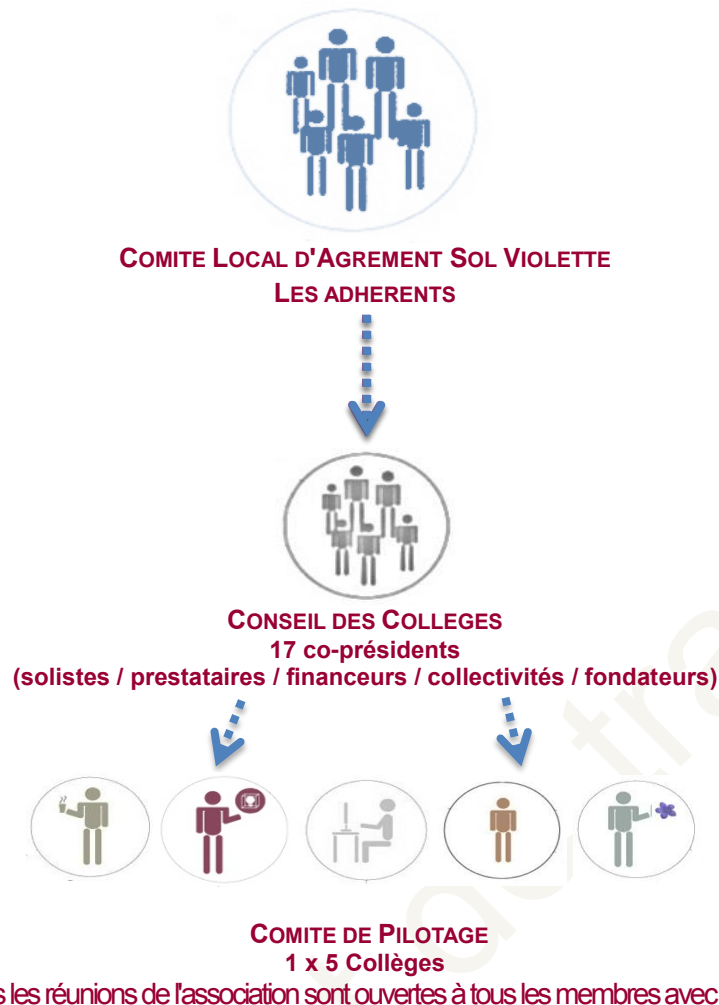 COMITE LOCAL D'AGREMENT SOL VIOLETTE
LES ADHERENTS
CONSEIL DES COLLEGES
17 co-présidents
(solistes / prestataires / financeurs / collectivités / fondateurs)
COMITE DE PILOTAGE
1 x 5 Collèges
les réunions de l'association sont ouvertes à tous les membres avec